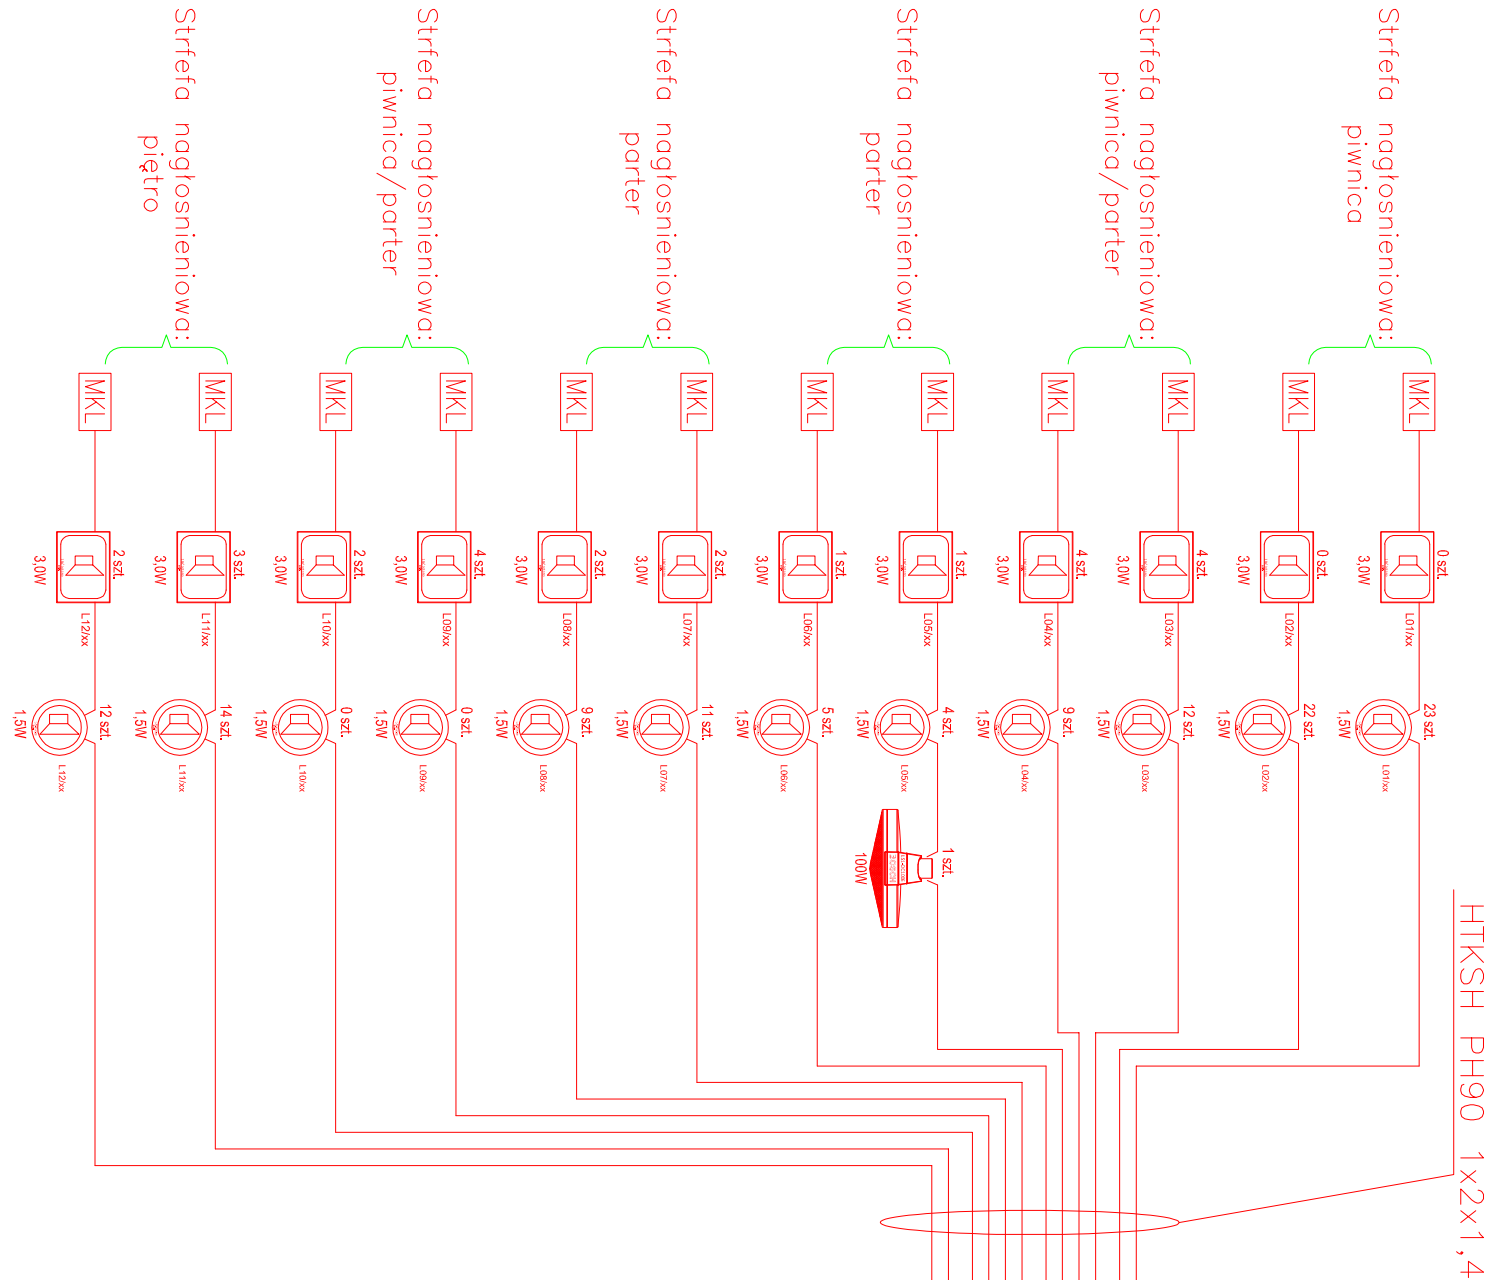 Strfefa nagłosnieniowa:
piwnica
Strfefa nagłosnieniowa:
piwnica/parter
Strfefa nagłosnieniowa:
parter
Strfefa nagłosnieniowa:
parter
Strfefa nagłosnieniowa:
piwnica/parter
Strfefa nagłosnieniowa:
piętro
MKL
0 szt.
3,0W
L01/xx
23 szt.
1,5W
L01/xx
MKL
0 szt.
3,0W
L02/xx
22 szt.
1,5W
L02/xx
MKL
4 szt.
3,0W
L03/xx
12 szt.
1,5W
L03/xx
MKL
4 szt.
3,0W
L04/xx
9 szt.
1,5W
L04/xx
MKL
1 szt.
3,0W
L05/xx
4 szt.
1,5W
L05/xx
1 szt.
100W
BOSCH
MKL
1 szt.
3,0W
L06/xx
5 szt.
1,5W
L06/xx
MKL
2 szt.
3,0W
L07/xx
11 szt.
1,5W
L07/xx
MKL
2 szt.
3,0W
L08/xx
9 szt.
1,5W
L08/xx
MKL
4 szt.
3,0W
L09/xx
0 szt.
1,5W
L09/xx
MKL
2 szt.
3,0W
L10/xx
0 szt.
1,5W
L10/xx
MKL
3 szt.
3,0W
L11/xx
14 szt.
1,5W
L11/xx
MKL
2 szt.
3,0W
L12/xx
12 szt.
1,5W
L12/xx
HTKSH PH90 1x2x1,4